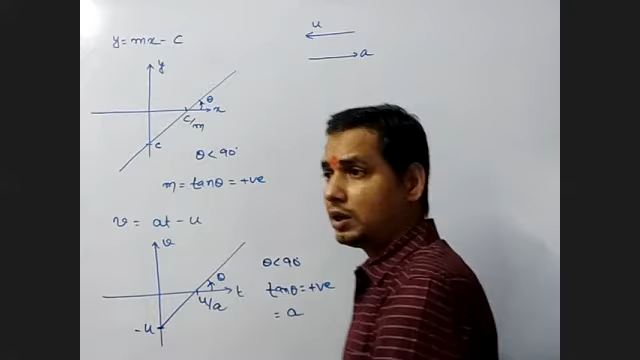 y = mx - c
y
θ
x
c/m
- c
θ < 90°
m = tanθ = +ve
v = at - u
v
θ
t
u/a
- u
θ < 90°
tanθ = +ve
= a
u
a